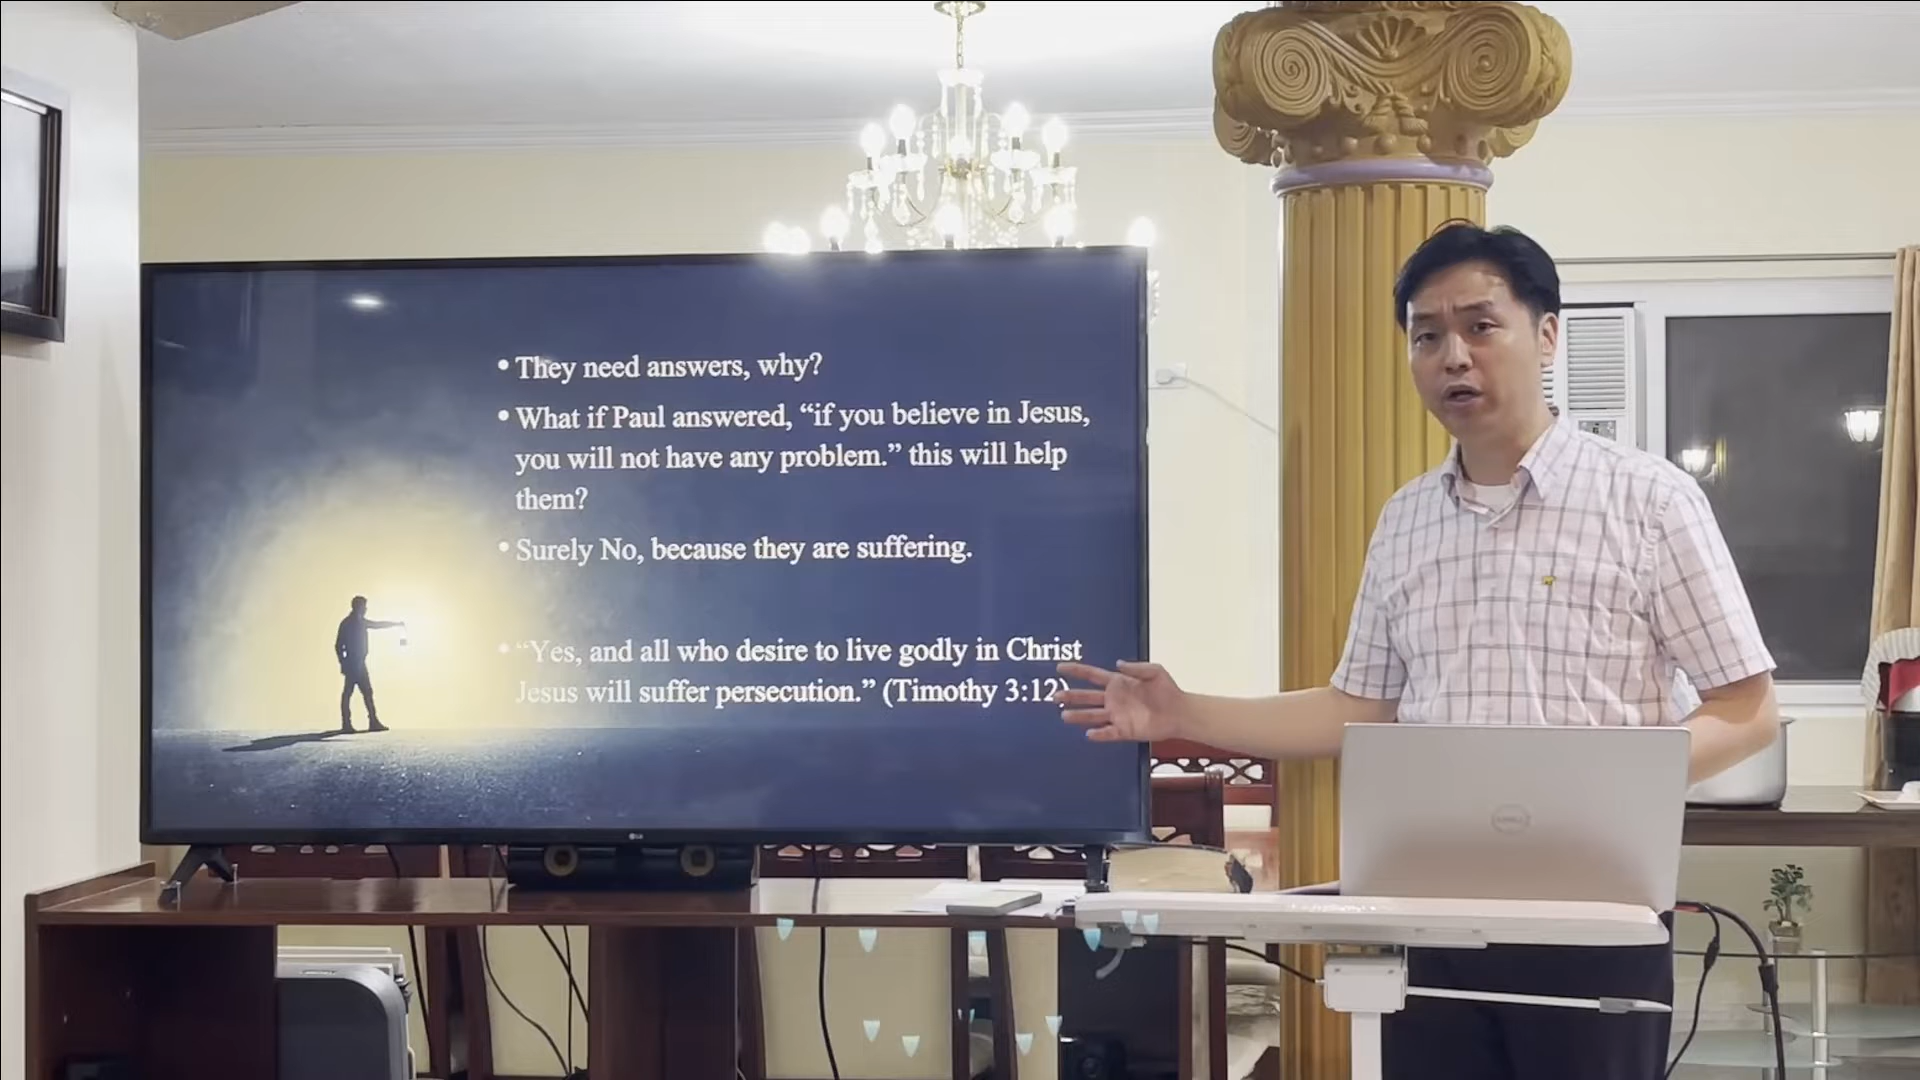 • They need answers, why?
• What if Paul answered, “if you believe in Jesus,
you will not have any problem.” this will help
them?
• Surely No, because they are suffering.
• “Yes, and all who desire to live godly in Christ
Jesus will suffer persecution.” (Timothy 3:12)
LG
DELL